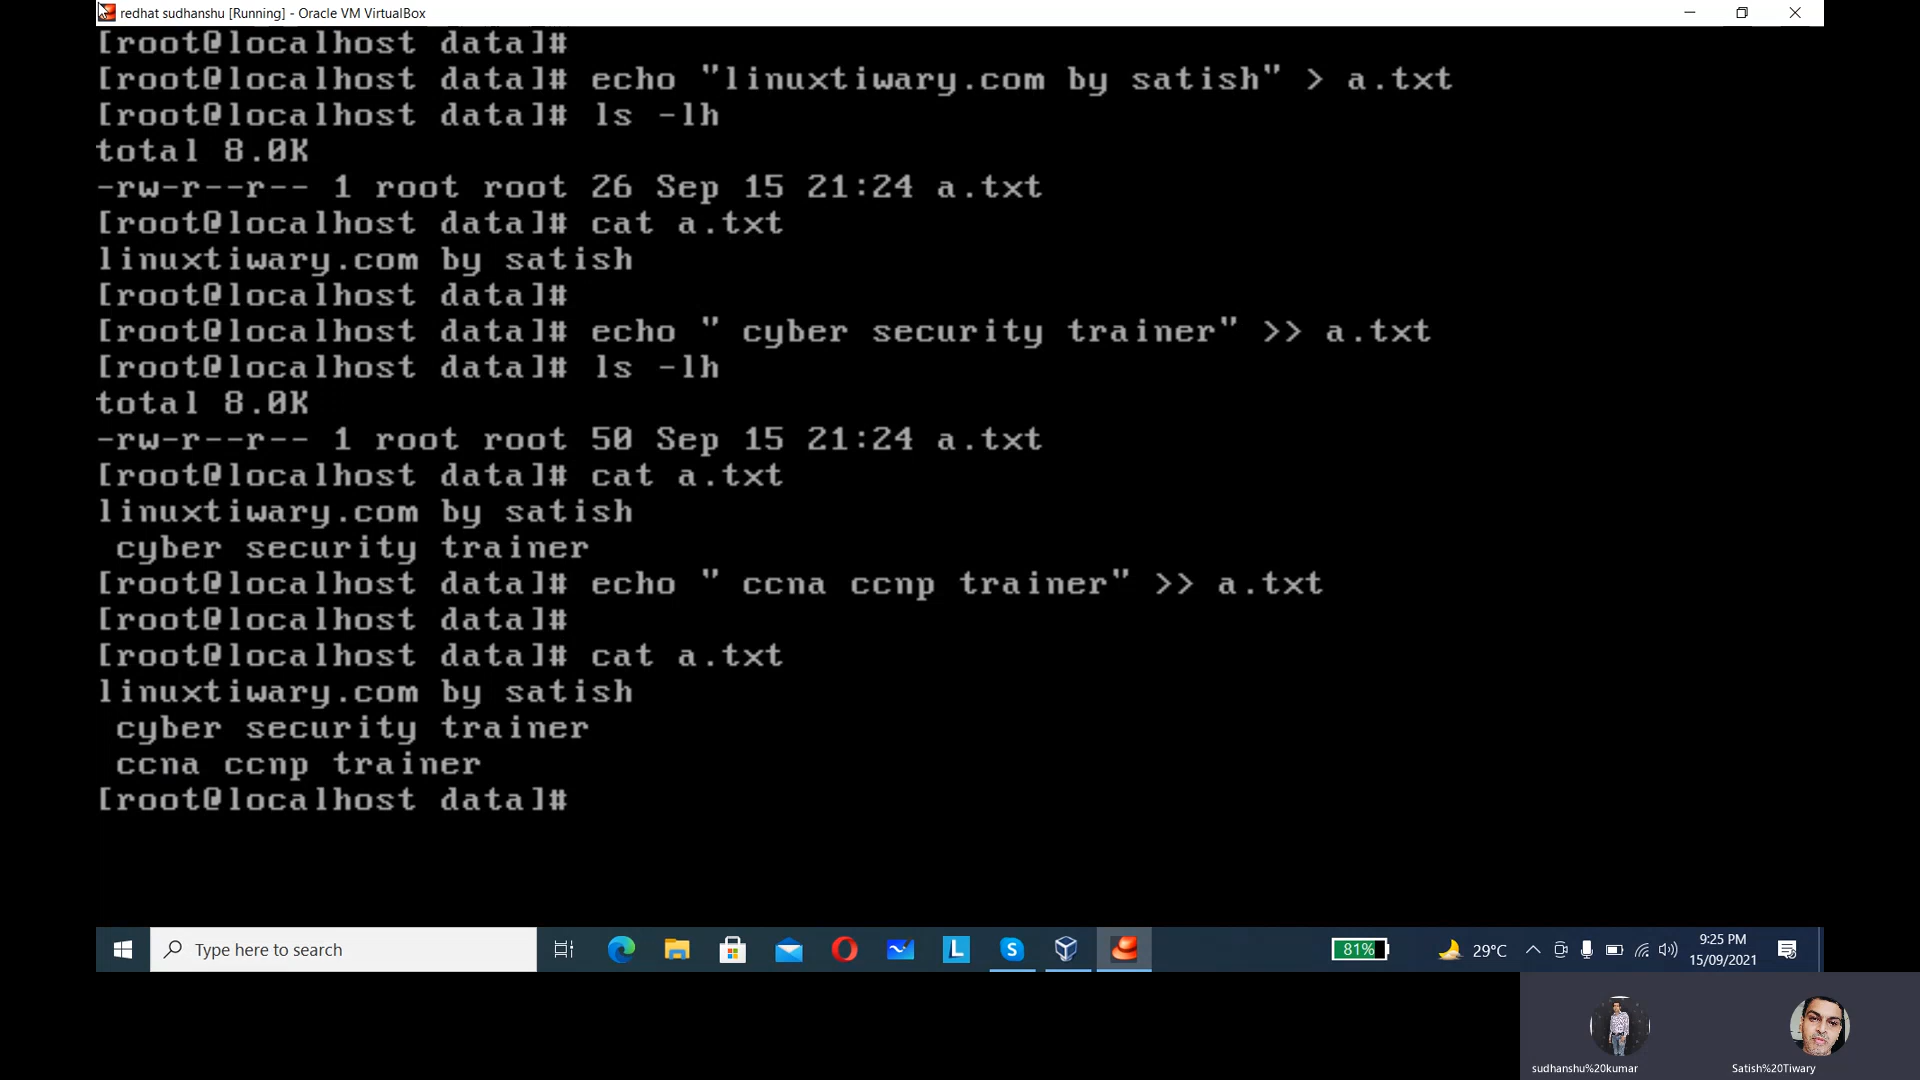 redhat sudhanshu [Running] - Oracle VM VirtualBox
[root@localhost data]#
[root@localhost data]# echo "linuxtiwary.com by satish" > a.txt
[root@localhost data]# ls -lh
total 8.0K
-rw-r--r-- 1 root root 26 Sep 15 21:24 a.txt
[root@localhost data]# cat a.txt
linuxtiwary.com by satish
[root@localhost data]#
[root@localhost data]# echo " cyber security trainer" >> a.txt
[root@localhost data]# ls -lh
total 8.0K
-rw-r--r-- 1 root root 50 Sep 15 21:24 a.txt
[root@localhost data]# cat a.txt
linuxtiwary.com by satish
 cyber security trainer
[root@localhost data]# echo " ccna ccnp trainer" >> a.txt
[root@localhost data]#
[root@localhost data]# cat a.txt
linuxtiwary.com by satish
 cyber security trainer
 ccna ccnp trainer
[root@localhost data]#
Type here to search
L
S
81%
29°C
9:25 PM
15/09/2021
sudhanshu%20kumar
Satish%20Tiwary